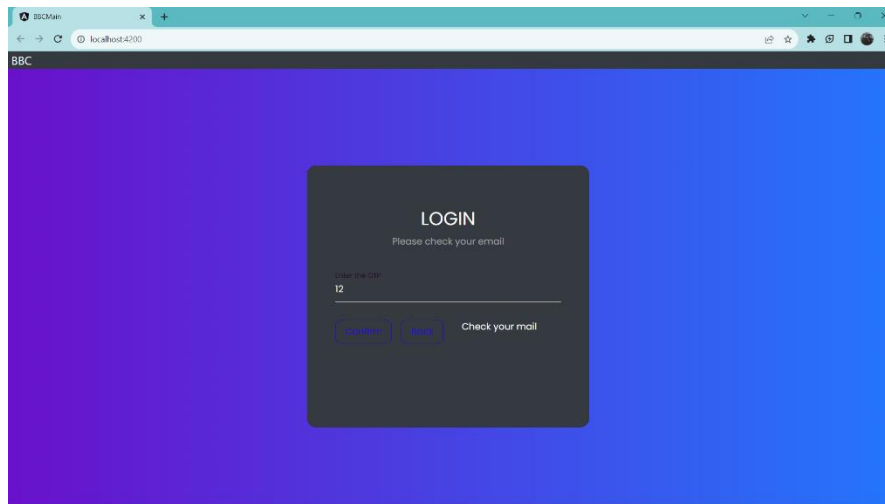 BBCMain
localhost:4200
BBC
LOGIN
Please check your email
Enter the OTP
12
Confirm Back Check your mail